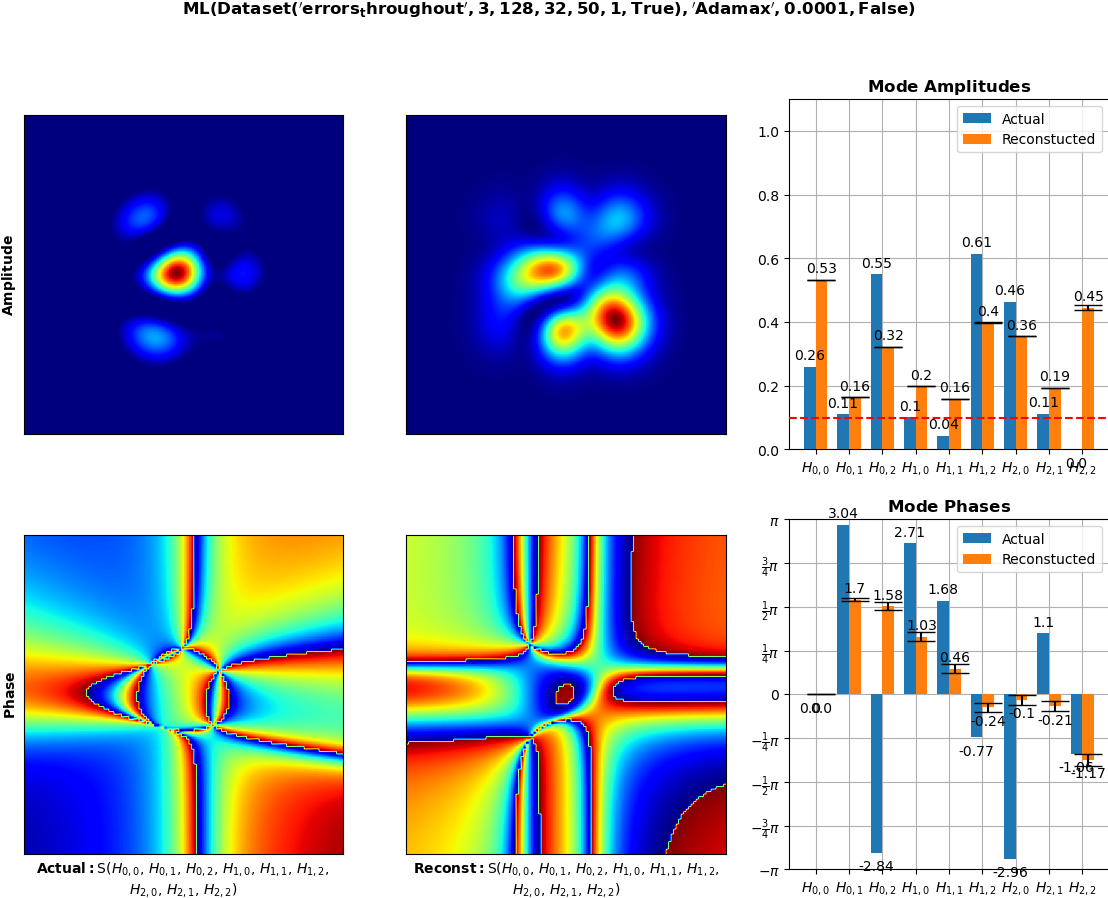 ML(Dataset('errors_throughout', 3, 128, 32, 50, 1, True), 'Adamax', 0.0001, False)
Amplitude
Mode Amplitudes
Actual
Reconstucted
1.0
0.8
0.6
0.4
0.2
0.0
0.26
0.53
0.11
0.16
0.55
0.32
0.1
0.2
0.04
0.16
0.61
0.4
0.46
0.36
0.11
0.19
0.0
0.45
H0,0 H0,1 H0,2 H1,0 H1,1 H1,2 H2,0 H2,1 H2,2
Phase
Actual: S(H0,0, H0,1, H0,2, H1,0, H1,1, H1,2,
H2,0, H2,1, H2,2)
Reconst: S(H0,0, H0,1, H0,2, H1,0, H1,1, H1,2,
H2,0, H2,1, H2,2)
Mode Phases
Actual
Reconstucted
π
3/4π
1/2π
1/4π
0
−1/4π
−1/2π
−3/4π
−π
0.0
0.0
3.04
1.7
-2.84
1.58
2.71
1.03
1.68
0.46
-0.77
-0.24
-2.96
-0.1
1.1
-0.21
-1.06
-1.17
H0,0 H0,1 H0,2 H1,0 H1,1 H1,2 H2,0 H2,1 H2,2